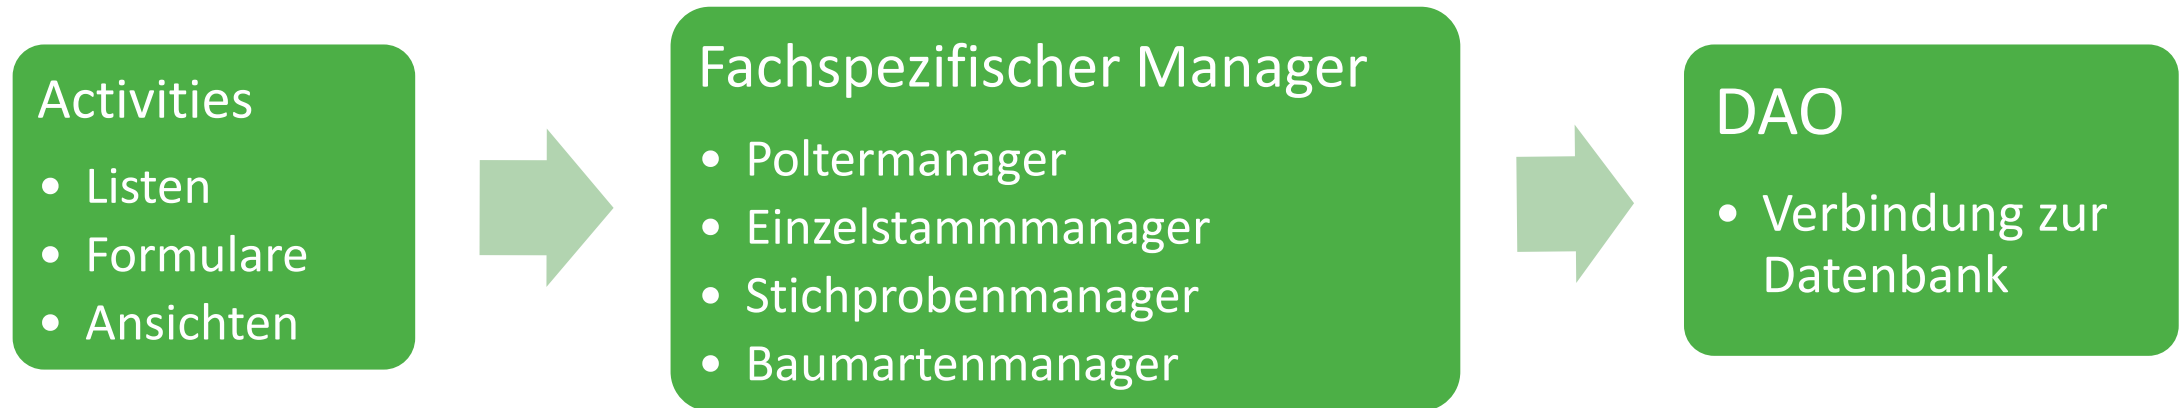 Activities
• Listen
• Formulare
• Ansichten
Fachspezifischer Manager
• Poltermanager
• Einzelstammmanager
• Stichprobenmanager
• Baumartenmanager
DAO
• Verbindung zur
Datenbank